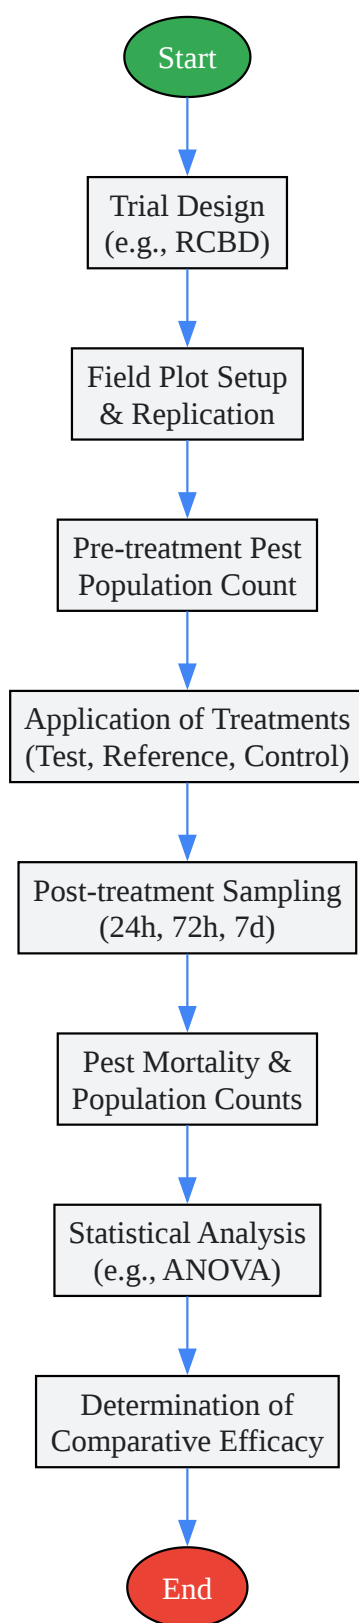 Start
Trial Design
(e.g., RCBD)
Field Plot Setup
& Replication
Pre-treatment Pest
Population Count
Application of Treatments
(Test, Reference, Control)
Post-treatment Sampling
(24h, 72h, 7d)
Pest Mortality &
Population Counts
Statistical Analysis
(e.g., ANOVA)
Determination of
Comparative Efficacy
End